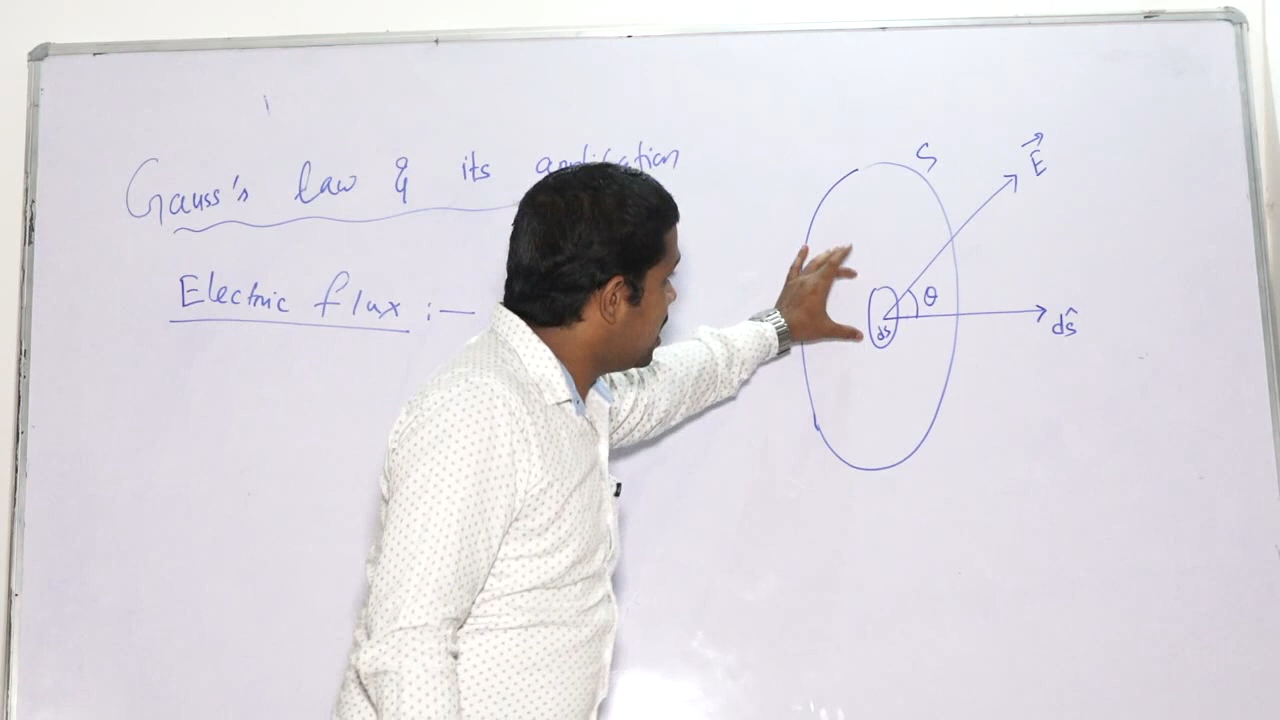 Gauss's law & its application
Electric flux :—
S
E⃗
θ
ds
dŝ